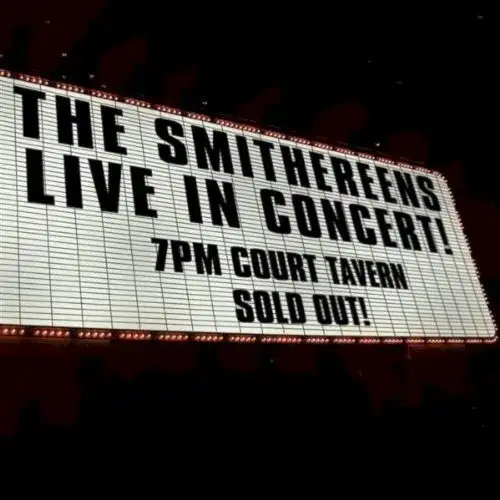 THE SMITHEREENS
LIVE IN CONCERT!
7PM COURT TAVERN
SOLD OUT!